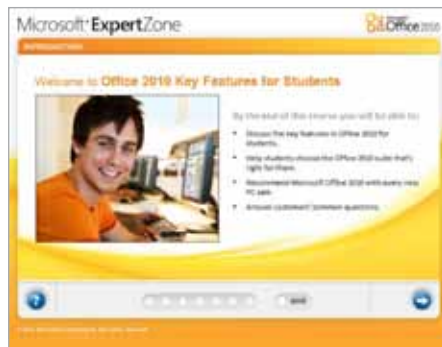 Microsoft® ExpertZone
Office 2010
INTRODUCTION
Welcome to Office 2010 Key Features for Students
By the end of this course you will be able to:
• Discuss the key features in Office 2010 for
students.
• Help students choose the Office 2010 suite that's
right for them.
• Recommend Microsoft Office 2010 with every new
PC sale.
• Answer customers' common questions.
?